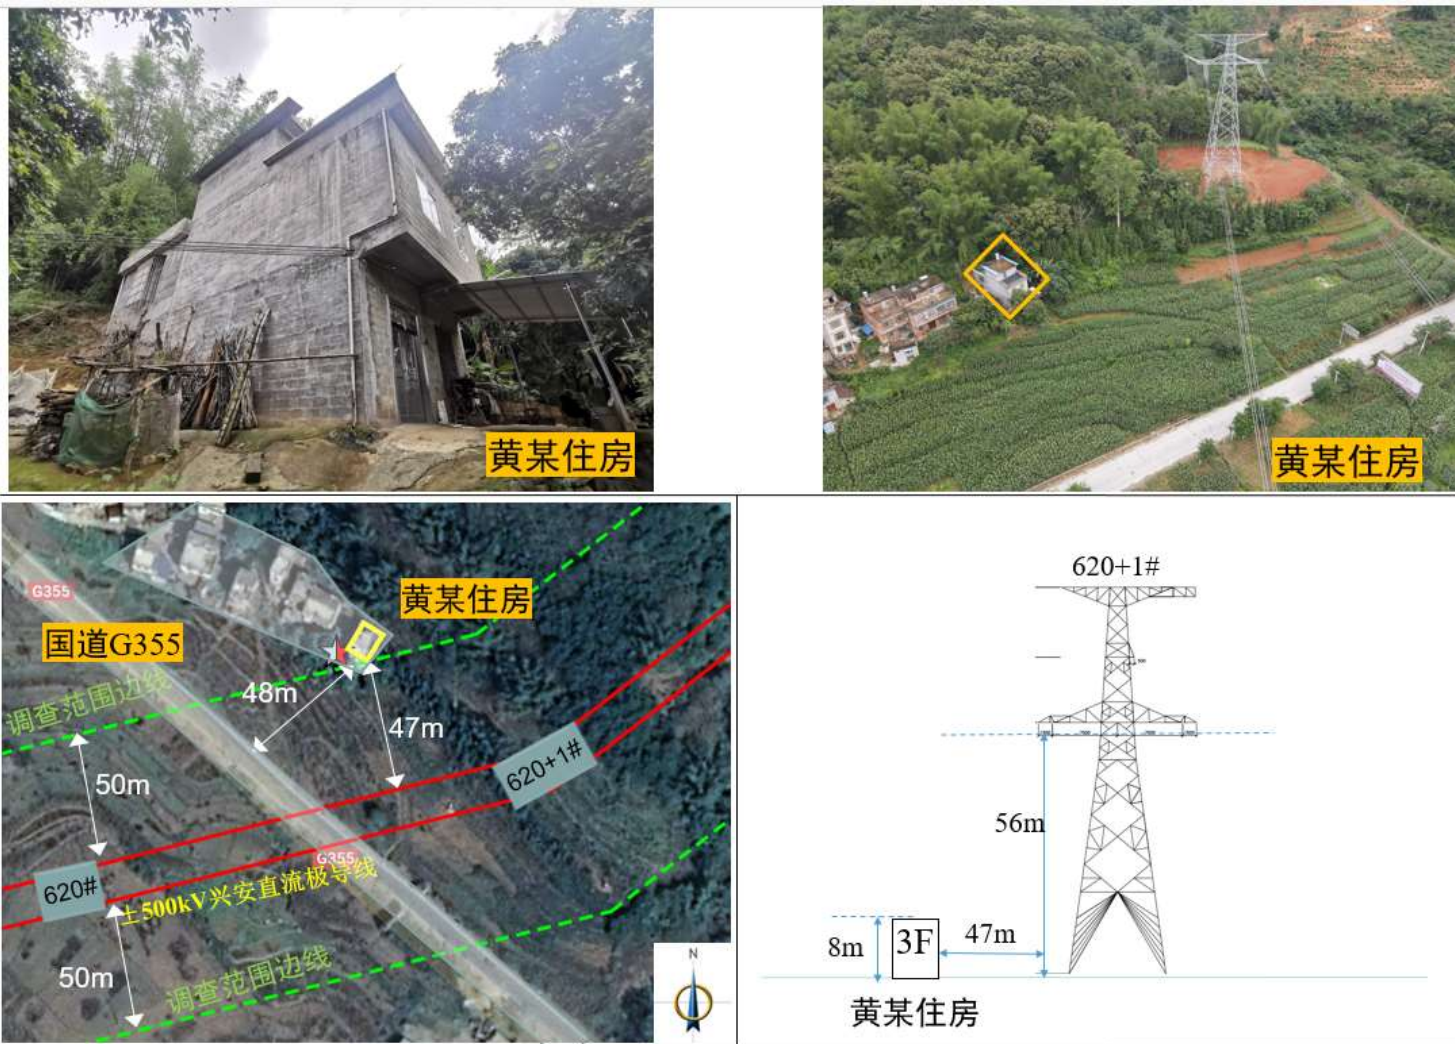 黄某住房
黄某住房
G355
国道G355
黄某住房
调查范围边线
48m
47m
50m
620+1#
G355
620#
±500kV兴安直流极导线
50m
调查范围边线
N
620+1#
56m
8m
3F
47m
黄某住房